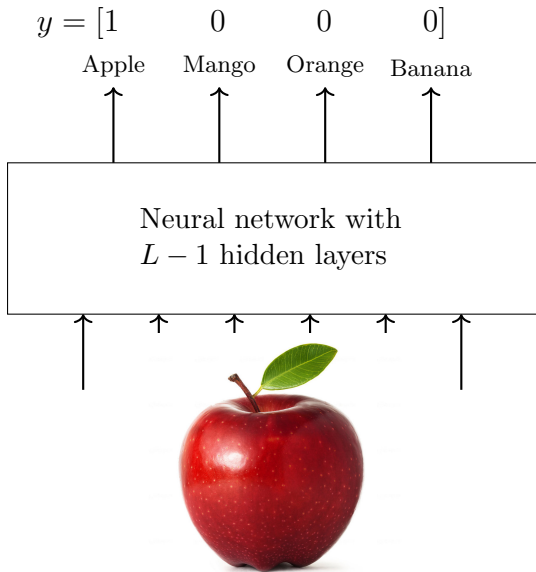 y = [1 0 0 0]
Apple Mango Orange Banana
Neural network with
L − 1 hidden layers